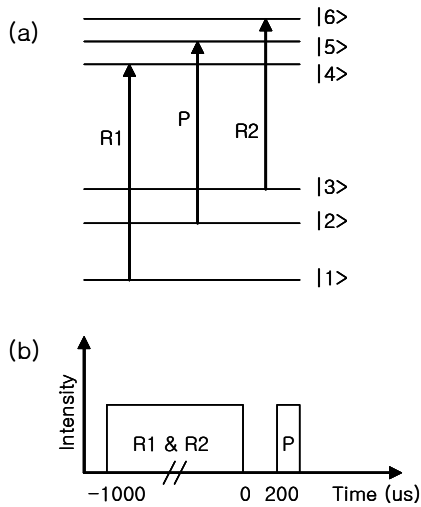 (a)
|6>
|5>
|4>
R1
P
R2
|3>
|2>
|1>
(b)
Intensity
R1 & R2
P
-1000
0
200
Time (us)